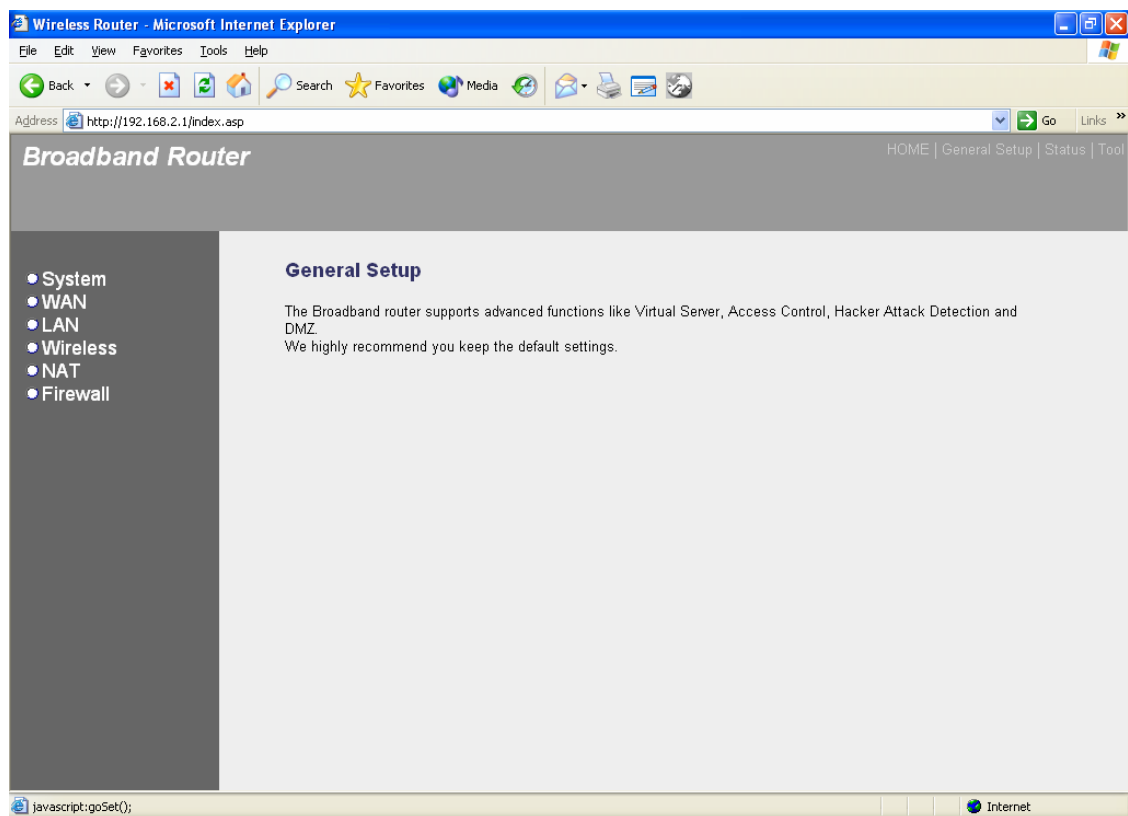 Wireless Router - Microsoft Internet Explorer
File Edit View Favorites Tools Help
Back Search Favorites Media
Address http://192.168.2.1/index.asp Go Links »
Broadband Router
HOME | General Setup | Status | Tool
System
WAN
LAN
Wireless
NAT
Firewall
General Setup
The Broadband router supports advanced functions like Virtual Server, Access Control, Hacker Attack Detection and
DMZ.
We highly recommend you keep the default settings.
javascript:goSet(); Internet